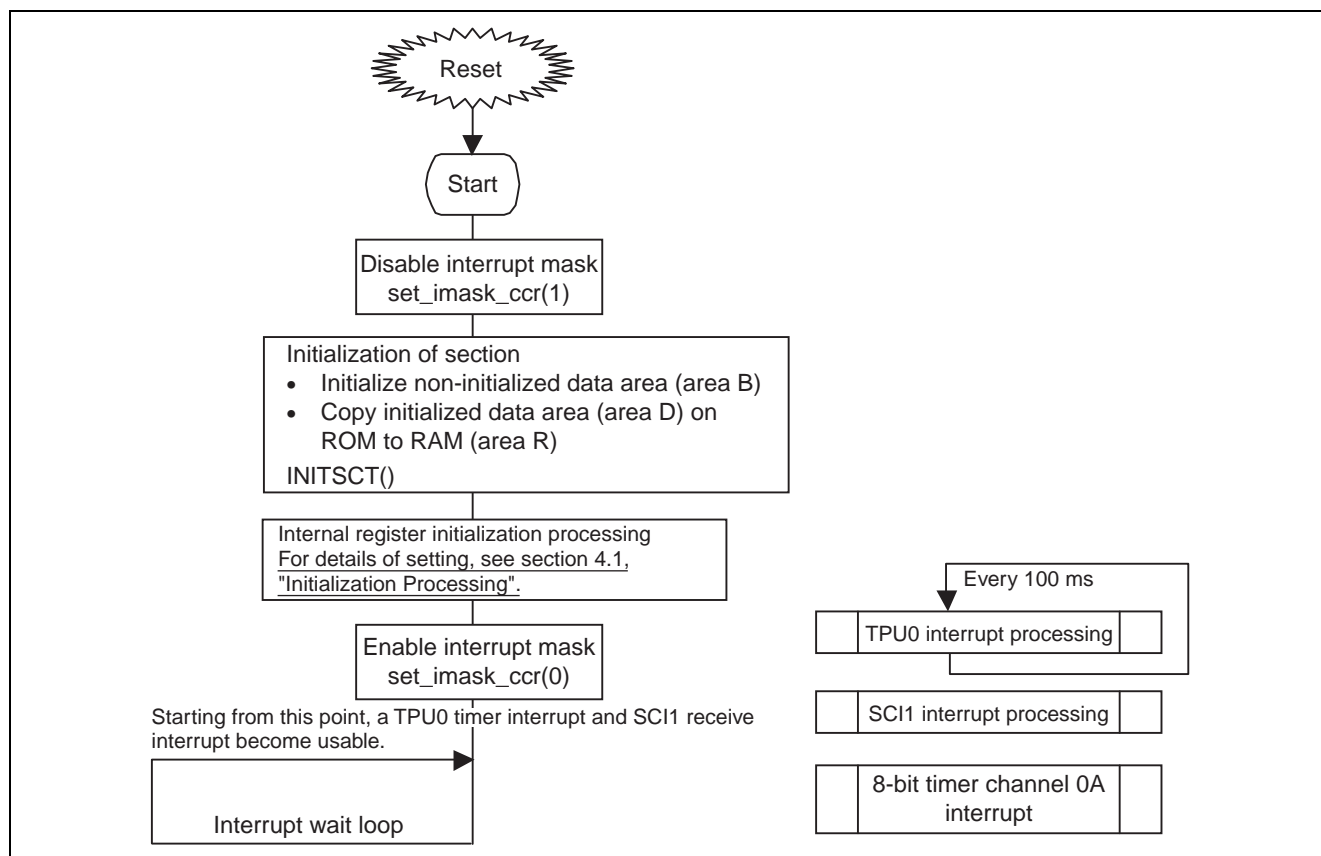 Reset
Start
Disable interrupt mask
set_imask_ccr(1)
Initialization of section
• Initialize non-initialized data area (area B)
• Copy initialized data area (area D) on
ROM to RAM (area R)
INITSCT()
Internal register initialization processing
For details of setting, see section 4.1,
"Initialization Processing".
Enable interrupt mask
set_imask_ccr(0)
Starting from this point, a TPU0 timer interrupt and SCI1 receive
interrupt become usable.
Interrupt wait loop
Every 100 ms
TPU0 interrupt processing
SCI1 interrupt processing
8-bit timer channel 0A
interrupt